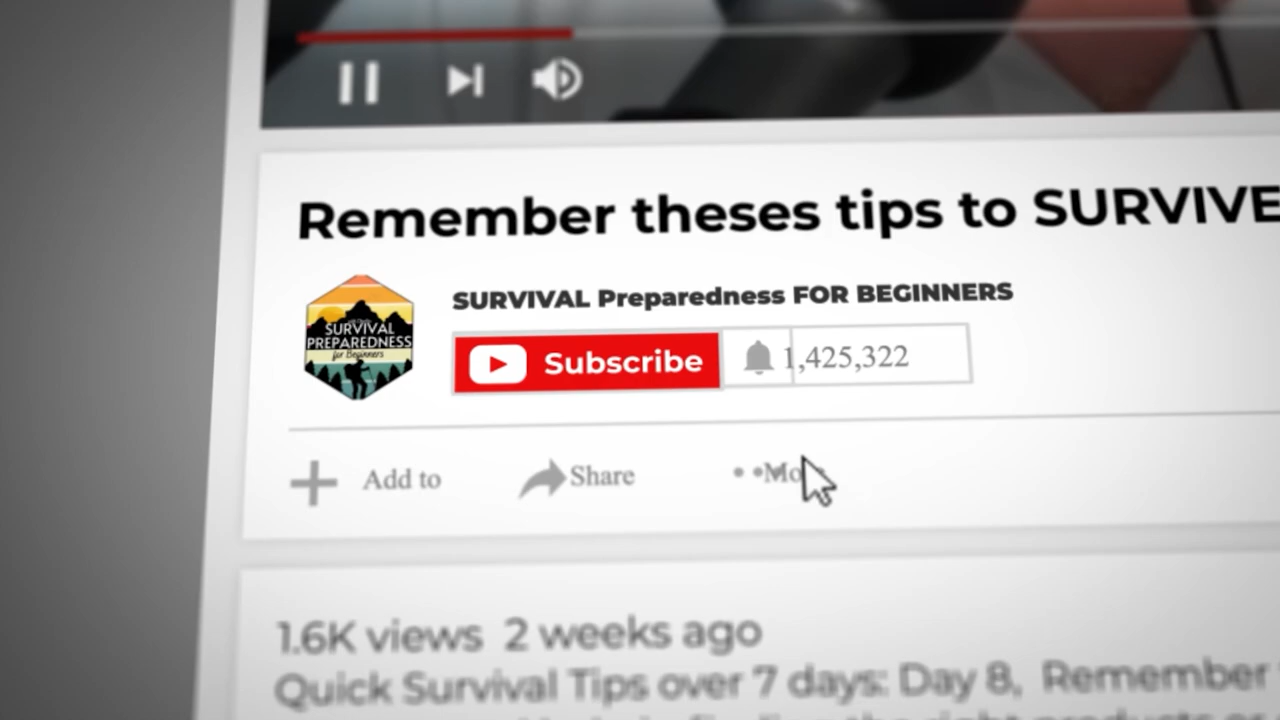 Remember theses tips to SURVIVE
SURVIVAL Preparedness FOR BEGINNERS
SURVIVAL
PREPAREDNESS
for Beginners
Subscribe
1,425,322
Add to
Share
1.6K views 2 weeks ago
Quick Survival Tips over 7 days: Day 8, Remember